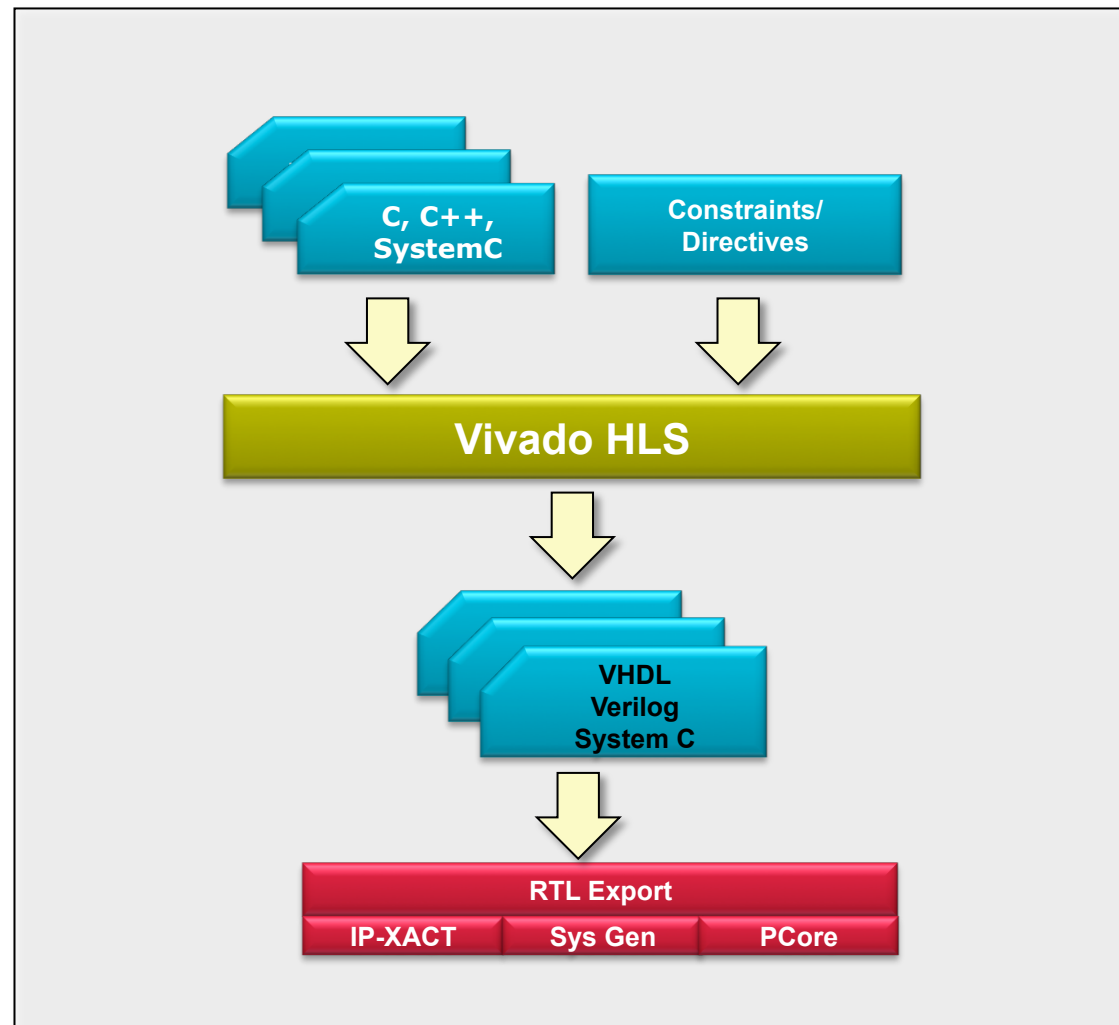 C, C++,
SystemC
Constraints/
Directives
Vivado HLS
VHDL
Verilog
System C
RTL Export
IP-XACT
Sys Gen
PCore